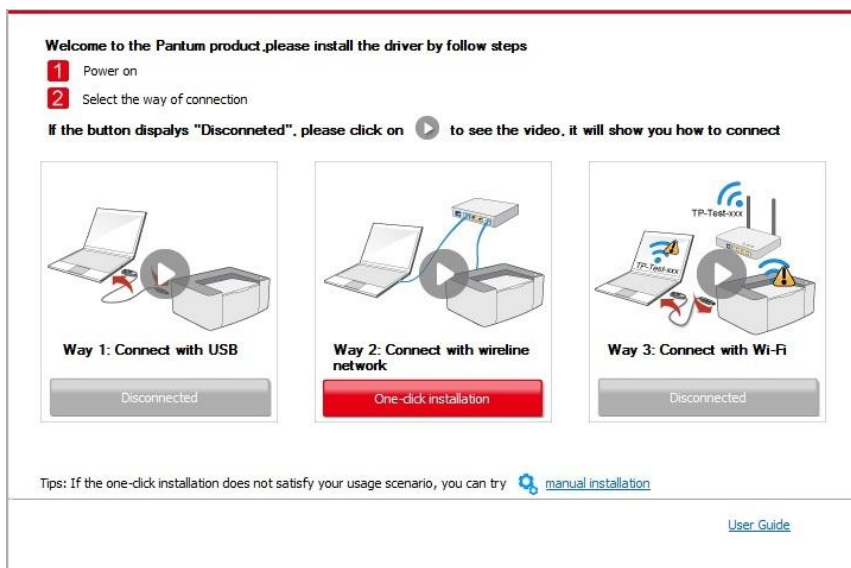 Welcome to the Pantum product,please install the driver by follow steps
1 Power on
2 Select the way of connection
If the button dispalys "Disconneted", please click on to see the video, it will show you how to connect
TP-Test-xxx
TP-Test-xxx
Way 1: Connect with USB
Disconnected
Way 2: Connect with wireline
network
One-click installation
Way 3: Connect with Wi-Fi
Disconnected
Tips: If the one-click installation does not satisfy your usage scenario, you can try manual installation
User Guide